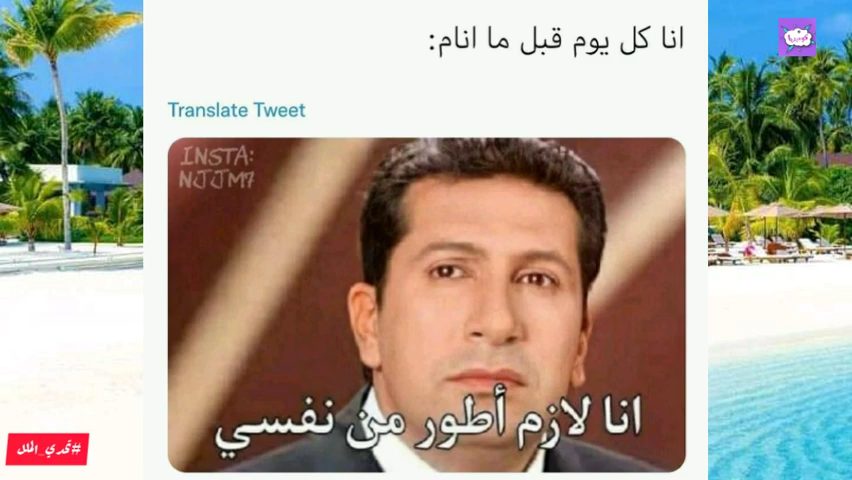 انا كل يوم قبل ما انام:
Translate Tweet
INSTA:
NJJM7
انا لازم أطور من نفسي
#تحدي_الملل